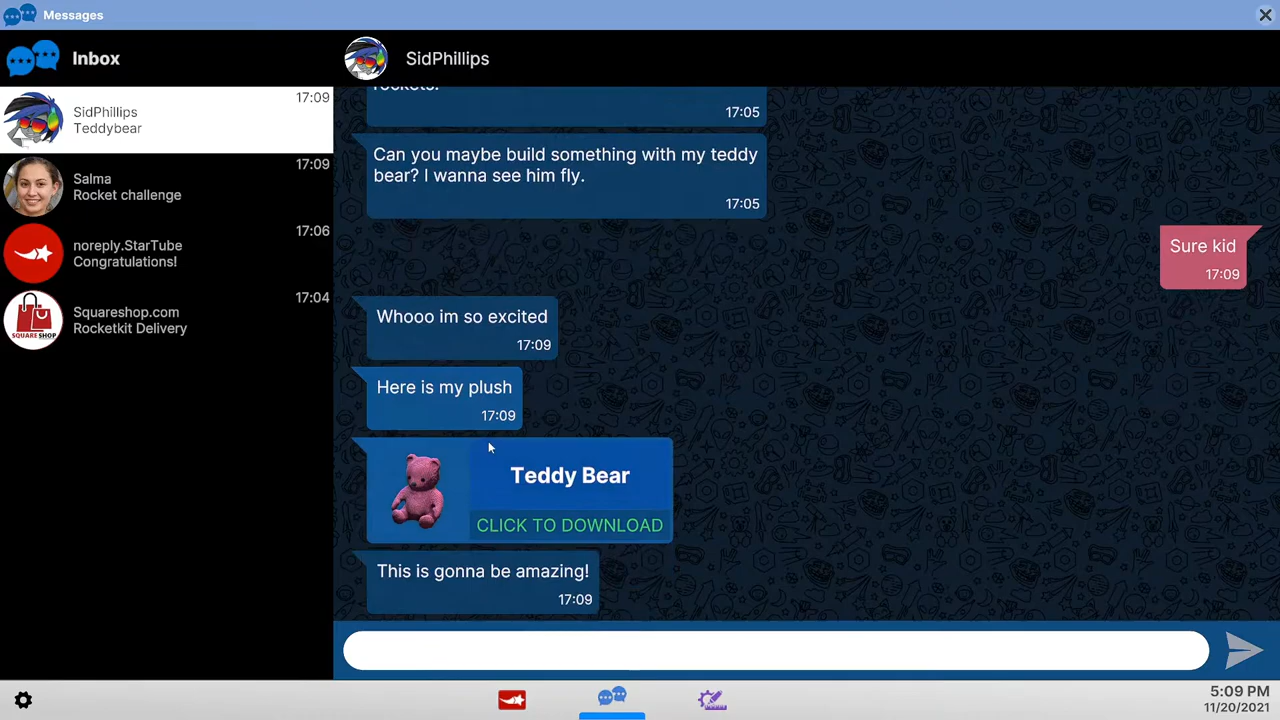 Messages
Inbox
SidPhillips
17:09
SidPhillips
Teddybear
17:09
Salma
Rocket challenge
17:06
noreply.StarTube
Congratulations!
17:04
Squareshop.com
Rocketkit Delivery
SQUARE SHOP
rockets.
17:05
Can you maybe build something with my teddy
bear? I wanna see him fly.
17:05
Sure kid
17:09
Whooo im so excited
17:09
Here is my plush
17:09
Teddy Bear
CLICK TO DOWNLOAD
This is gonna be amazing!
17:09
5:09 PM
11/20/2021